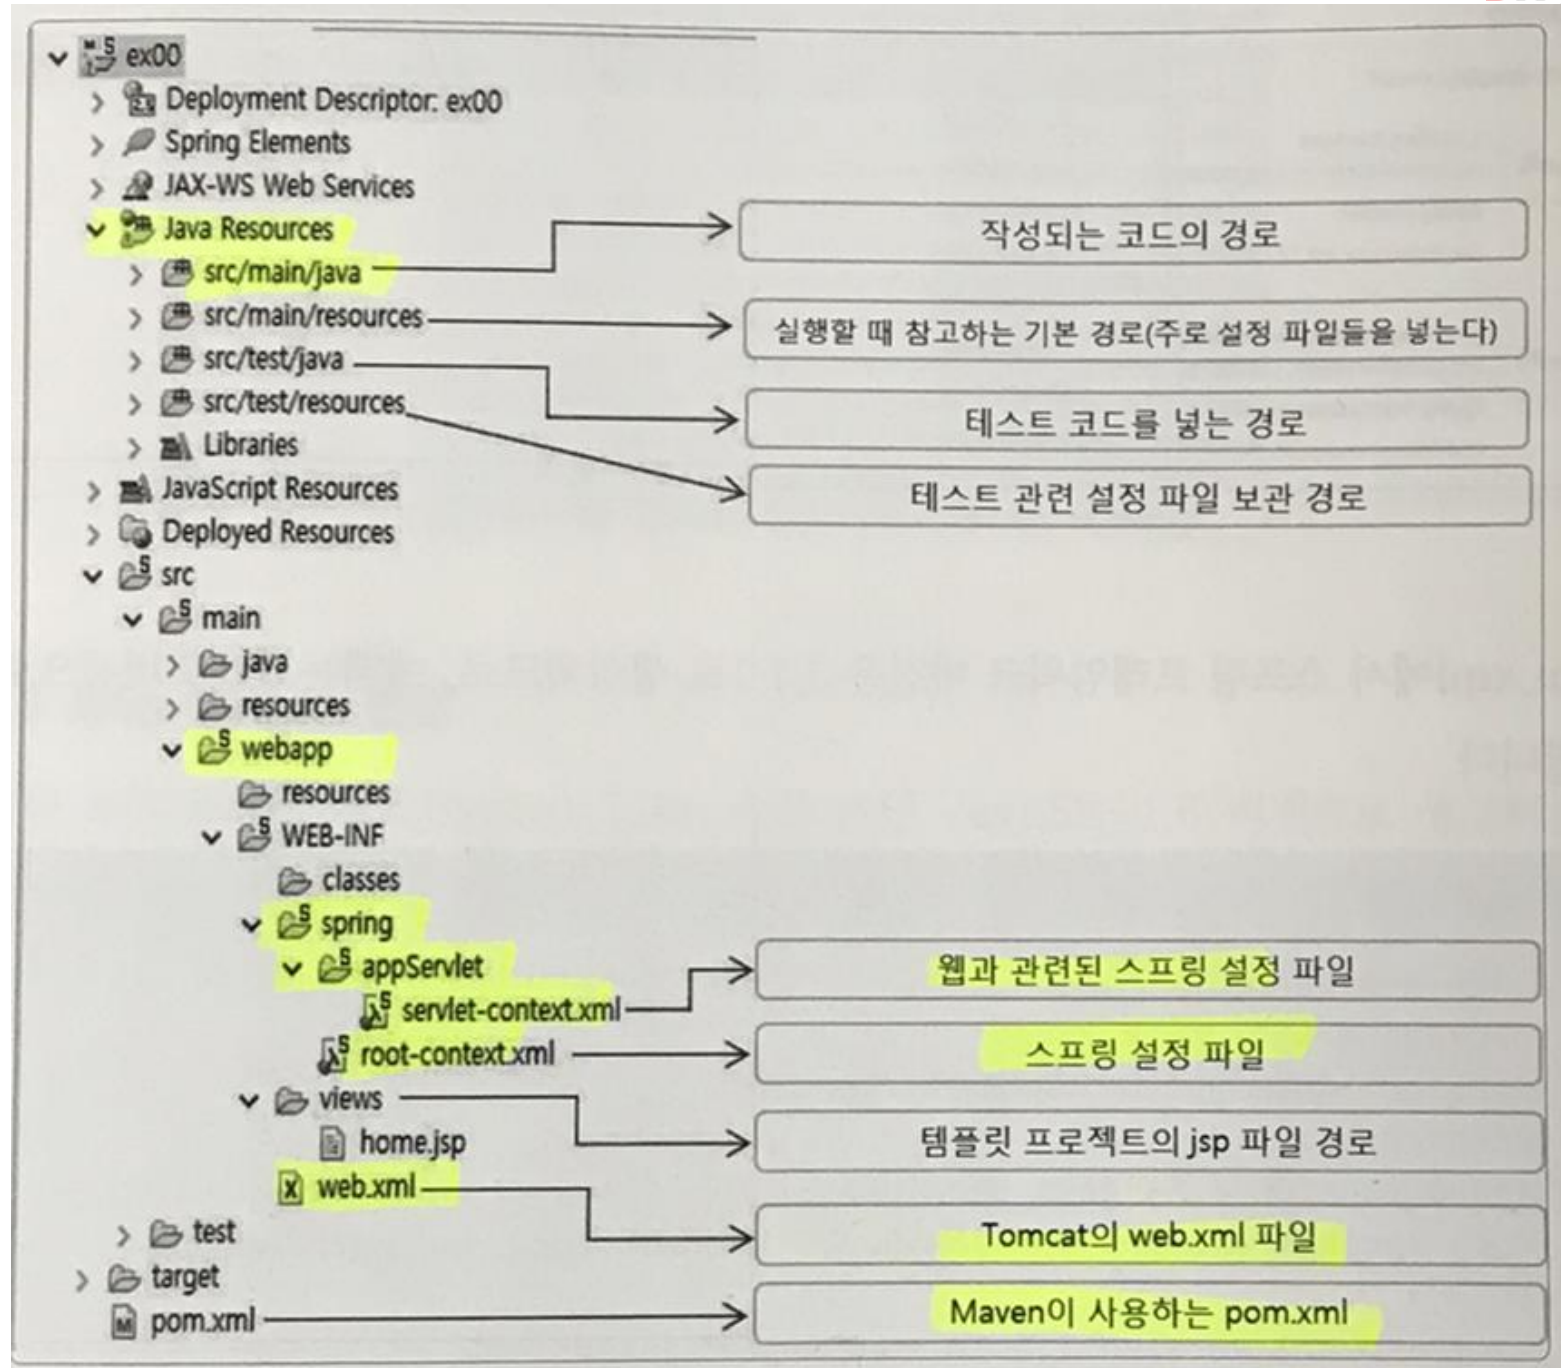 ex00
Deployment Descriptor: ex00
Spring Elements
JAX-WS Web Services
Java Resources
작성되는 코드의 경로
src/main/java
src/main/resources
실행할 때 참고하는 기본 경로(주로 설정 파일들을 넣는다)
src/test/java
src/test/resources
테스트 코드를 넣는 경로
Libraries
JavaScript Resources
테스트 관련 설정 파일 보관 경로
Deployed Resources
src
main
java
resources
webapp
resources
WEB-INF
classes
spring
appServlet
웹과 관련된 스프링 설정 파일
servlet-context.xml
root-context.xml
스프링 설정 파일
views
home.jsp
템플릿 프로젝트의 jsp 파일 경로
web.xml
test
Tomcat의 web.xml 파일
target
pom.xml
Maven이 사용하는 pom.xml